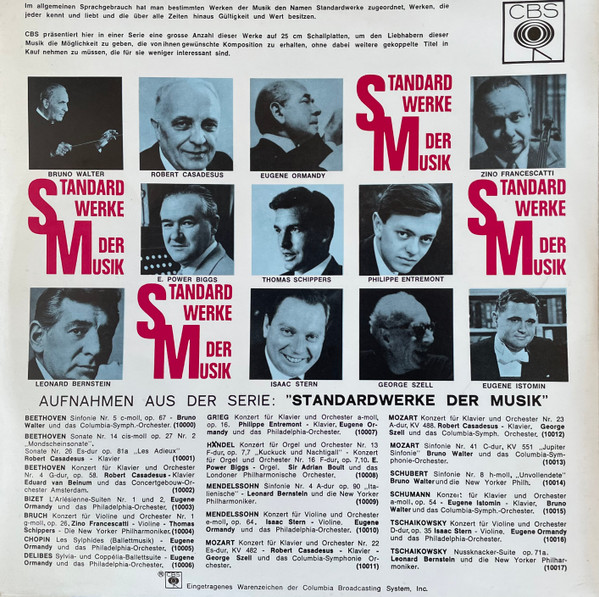 Im allgemeinen Sprachgebrauch hat man bestimmten Werken der Musik den Namen Standardwerke zugeordnet, Werken, die
jeder kennt und liebt und die über alle Zeiten hinaus Gültigkeit und Wert besitzen.
CBS präsentiert hier in einer Serie eine grosse Anzahl dieser Werke auf 25 cm Schallplatten, um den Liebhabern dieser
Musik die Möglichkeit zu geben, die von ihnen gewünschte Komposition zu erhalten, ohne dabei weitere gekoppelte Titel in
Kauf nehmen zu müssen, die für sie weniger interessant sind.
CBS
BRUNO WALTER
ROBERT CASADESUS
EUGENE ORMANDY
STANDARD
WERKE
DER
MUSIK
ZINO FRANCESCATTI
STANDARD
WERKE
DER
MUSIK
E. POWER BIGGS
THOMAS SCHIPPERS
PHILIPPE ENTREMONT
STANDARD
WERKE
DER
MUSIK
LEONARD BERNSTEIN
STANDARD
WERKE
DER
MUSIK
ISAAC STERN
GEORGE SZELL
EUGENE ISTOMIN
AUFNAHMEN AUS DER SERIE: "STANDARDWERKE DER MUSIK"
BEETHOVEN Sinfonie Nr. 5 c-moll, op. 67 - Bruno
Walter und das Columbia-Symph.-Orchester. (10000)
BEETHOVEN Sonate Nr. 14 cis-moll op. 27 Nr. 2
„Mondscheinsonate".
Sonate Nr. 26 Es-dur op. 81a „Les Adieux"
Robert Casadesus - Klavier (10001)
BEETHOVEN Konzert für Klavier und Orchester
Nr. 4 G-dur, op. 58. Robert Casadesus - Klavier
Eduard van Beinum und das Concertgebouw-Or-
chester Amsterdam. (10002)
BIZET L'Arlésienne-Suiten Nr. 1 und 2, Eugene
Ormandy und das Philadelphia-Orchester. (10003)
BRUCH Konzert für Violine und Orchester Nr. 1
g-moll, op. 26, Zino Francescatti - Violine - Thomas
Schippers - Die New Yorker Philharmoniker. (10004)
CHOPIN Les Sylphides (Ballettmusik) - Eugene
Ormandy und das Philadelphia-Orchester. (10005)
DELIBES Sylvia- und Coppélia-Ballettsuite - Eugene
Ormandy und das Philadelphia-Orchester. (10006)
GRIEG Konzert für Klavier und Orchester a-moll,
op. 16. Philippe Entremont - Klavier, Eugene Or-
mandy und das Philadelphia-Orchester. (10007)
HÄNDEL Konzert für Orgel und Orchester Nr. 13
F-dur, op. 7,7 „Kuckuck und Nachtigall" - Konzert
für Orgel und Orchester Nr. 16 F-dur, op. 7,10, E.
Power Biggs - Orgel. Sir Adrian Boult und das
Londoner Philharmonische Orchester. (10008)
MENDELSSOHN Sinfonie Nr. 4 A-dur op. 90 „Ita-
lienische" - Leonard Bernstein und die New Yorker
Philharmoniker. (10009)
MENDELSSOHN Konzert für Violine und Orchester
e-moll, op. 64, Isaac Stern - Violine. Eugene
Ormandy und das Philadelphia-Orchester. (10010)
MOZART Konzert für Klavier und Orchester Nr. 22
Es-dur, KV 482 - Robert Casadesus - Klavier -
George Szell und das Columbia-Symphonie Or-
chester. (10011)
MOZART Konzert für Klavier und Orchester Nr. 23
A-dur, KV 488. Robert Casadesus - Klavier, George
Szell und das Columbia-Symph.-Orchester. (10012)
MOZART Sinfonie Nr. 41 C-dur, KV 551 „Jupiter
Sinfonie" Bruno Walter und das Columbia-Sym-
phonie-Orchester. (10013)
SCHUBERT Sinfonie Nr. 8 h-moll, „Unvollendete"
Bruno Walter und die New Yorker Philh. (10014)
SCHUMANN Konzert für Klavier und Orchester
a-moll, op. 54 - Eugene Istomin - Klavier, Bruno
Walter und das Columbia-Symph.-Orchester. (10015)
TSCHAIKOWSKY Konzert für Violine und Orchester
D-dur, op. 35 Isaac Stern - Violine, Eugene Ormandy
und das Philadelphia-Orchester. (10016)
TSCHAIKOWSKY Nussknacker-Suite op. 71a.
Leonard Bernstein und die New Yorker Philhar-
moniker. (10017)
® CBS Eingetragenes Warenzeichen der Columbia Broadcasting System, Inc.